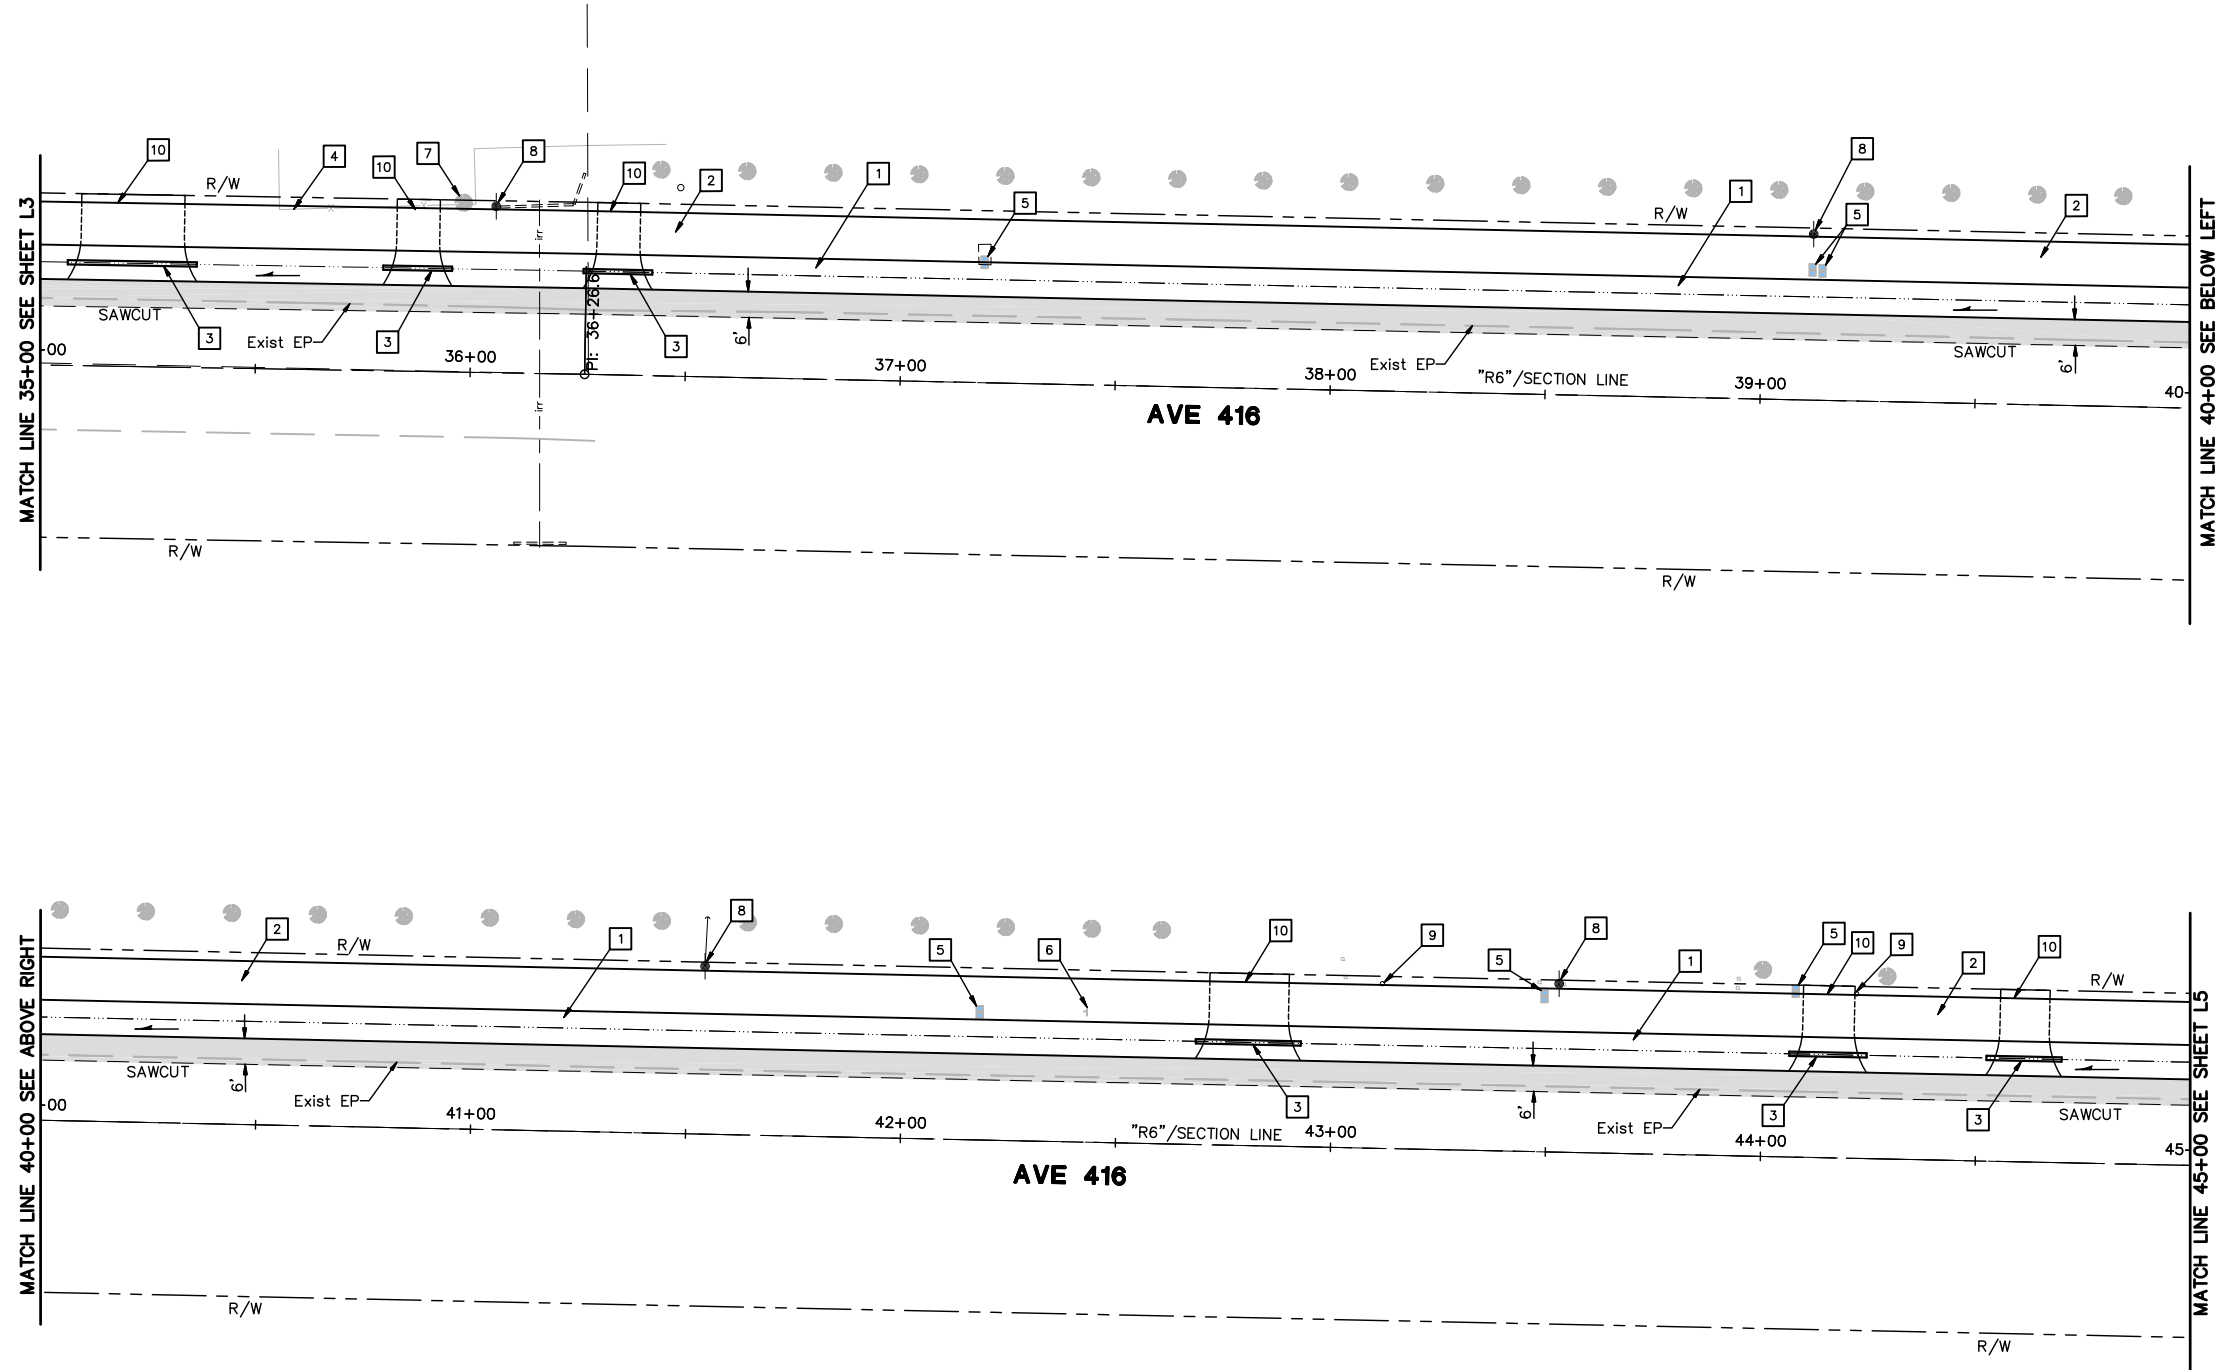 10
4
10
7
8
10
2
1
5
8
1
5
2
R/W
R/W
irr
SAWCUT
Exist EP
3
3
3
6'
PI: 36+26.6
Exist EP
SAWCUT
6'
00
36+00
37+00
38+00
"R6"/SECTION LINE
39+00
40
AVE 416
irr
R/W
R/W
MATCH LINE 35+00 SEE SHEET L3
MATCH LINE 40+00 SEE BELOW LEFT
2
R/W
1
8
5
6
10
9
5
8
1
5
10
9
2
10
R/W
SAWCUT
6'
Exist EP
3
6'
Exist EP
3
3
SAWCUT
00
41+00
42+00
"R6"/SECTION LINE
43+00
44+00
45
AVE 416
R/W
R/W
MATCH LINE 40+00 SEE ABOVE RIGHT
MATCH LINE 45+00 SEE SHEET L5